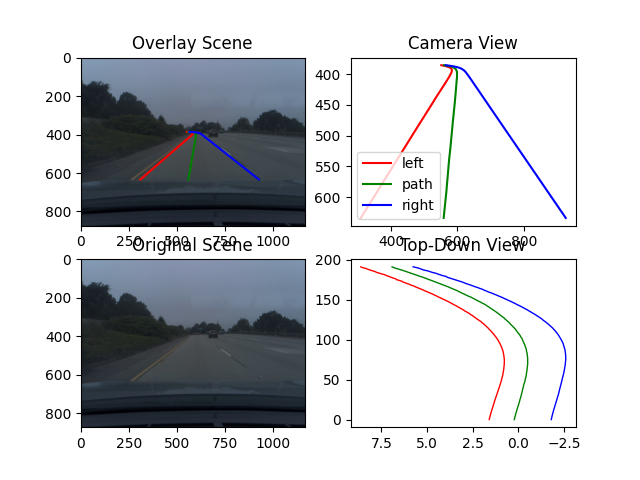 Overlay Scene
0
200
400
600
800
0 250 500 750 1000
Camera View
400
450
500
550
600
left
path
right
400 600 800
Original Scene
0
200
400
600
800
0 250 500 750 1000
Top-Down View
200
150
100
50
0
7.5 5.0 2.5 0.0 −2.5